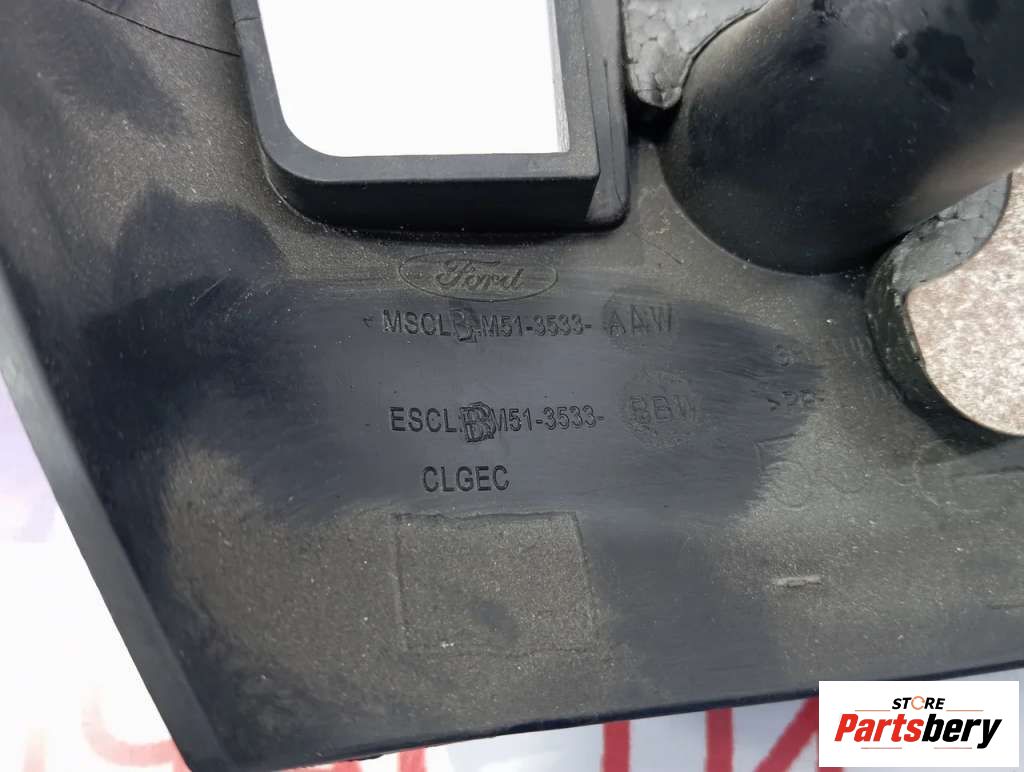 Ford
MSCL BM51-3533- AAW
ESCL BM51-3533- BBW
CLGEC
STORE
Partsbery